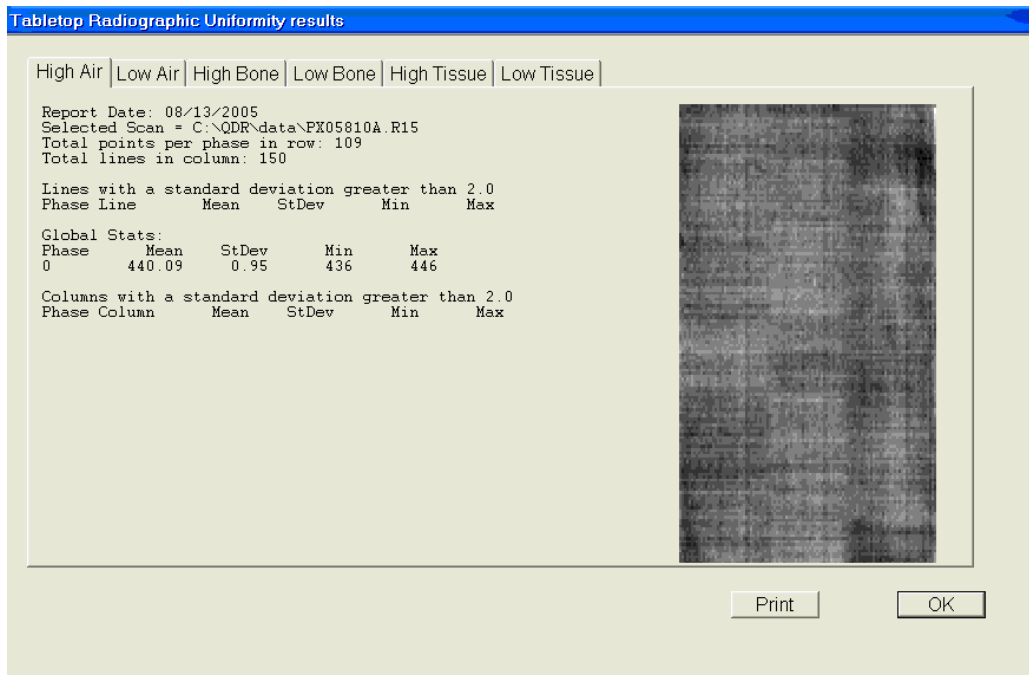 Tabletop Radiographic Uniformity results
High Air Low Air High Bone Low Bone High Tissue Low Tissue
Report Date: 08/13/2005
Selected Scan = C:\QDR\data\PX05810A.R15
Total points per phase in row: 109
Total lines in column: 150
Lines with a standard deviation greater than 2.0
Phase Line Mean StDev Min Max
Global Stats:
Phase Mean StDev Min Max
0 440.09 0.95 436 446
Columns with a standard deviation greater than 2.0
Phase Column Mean StDev Min Max
Print OK